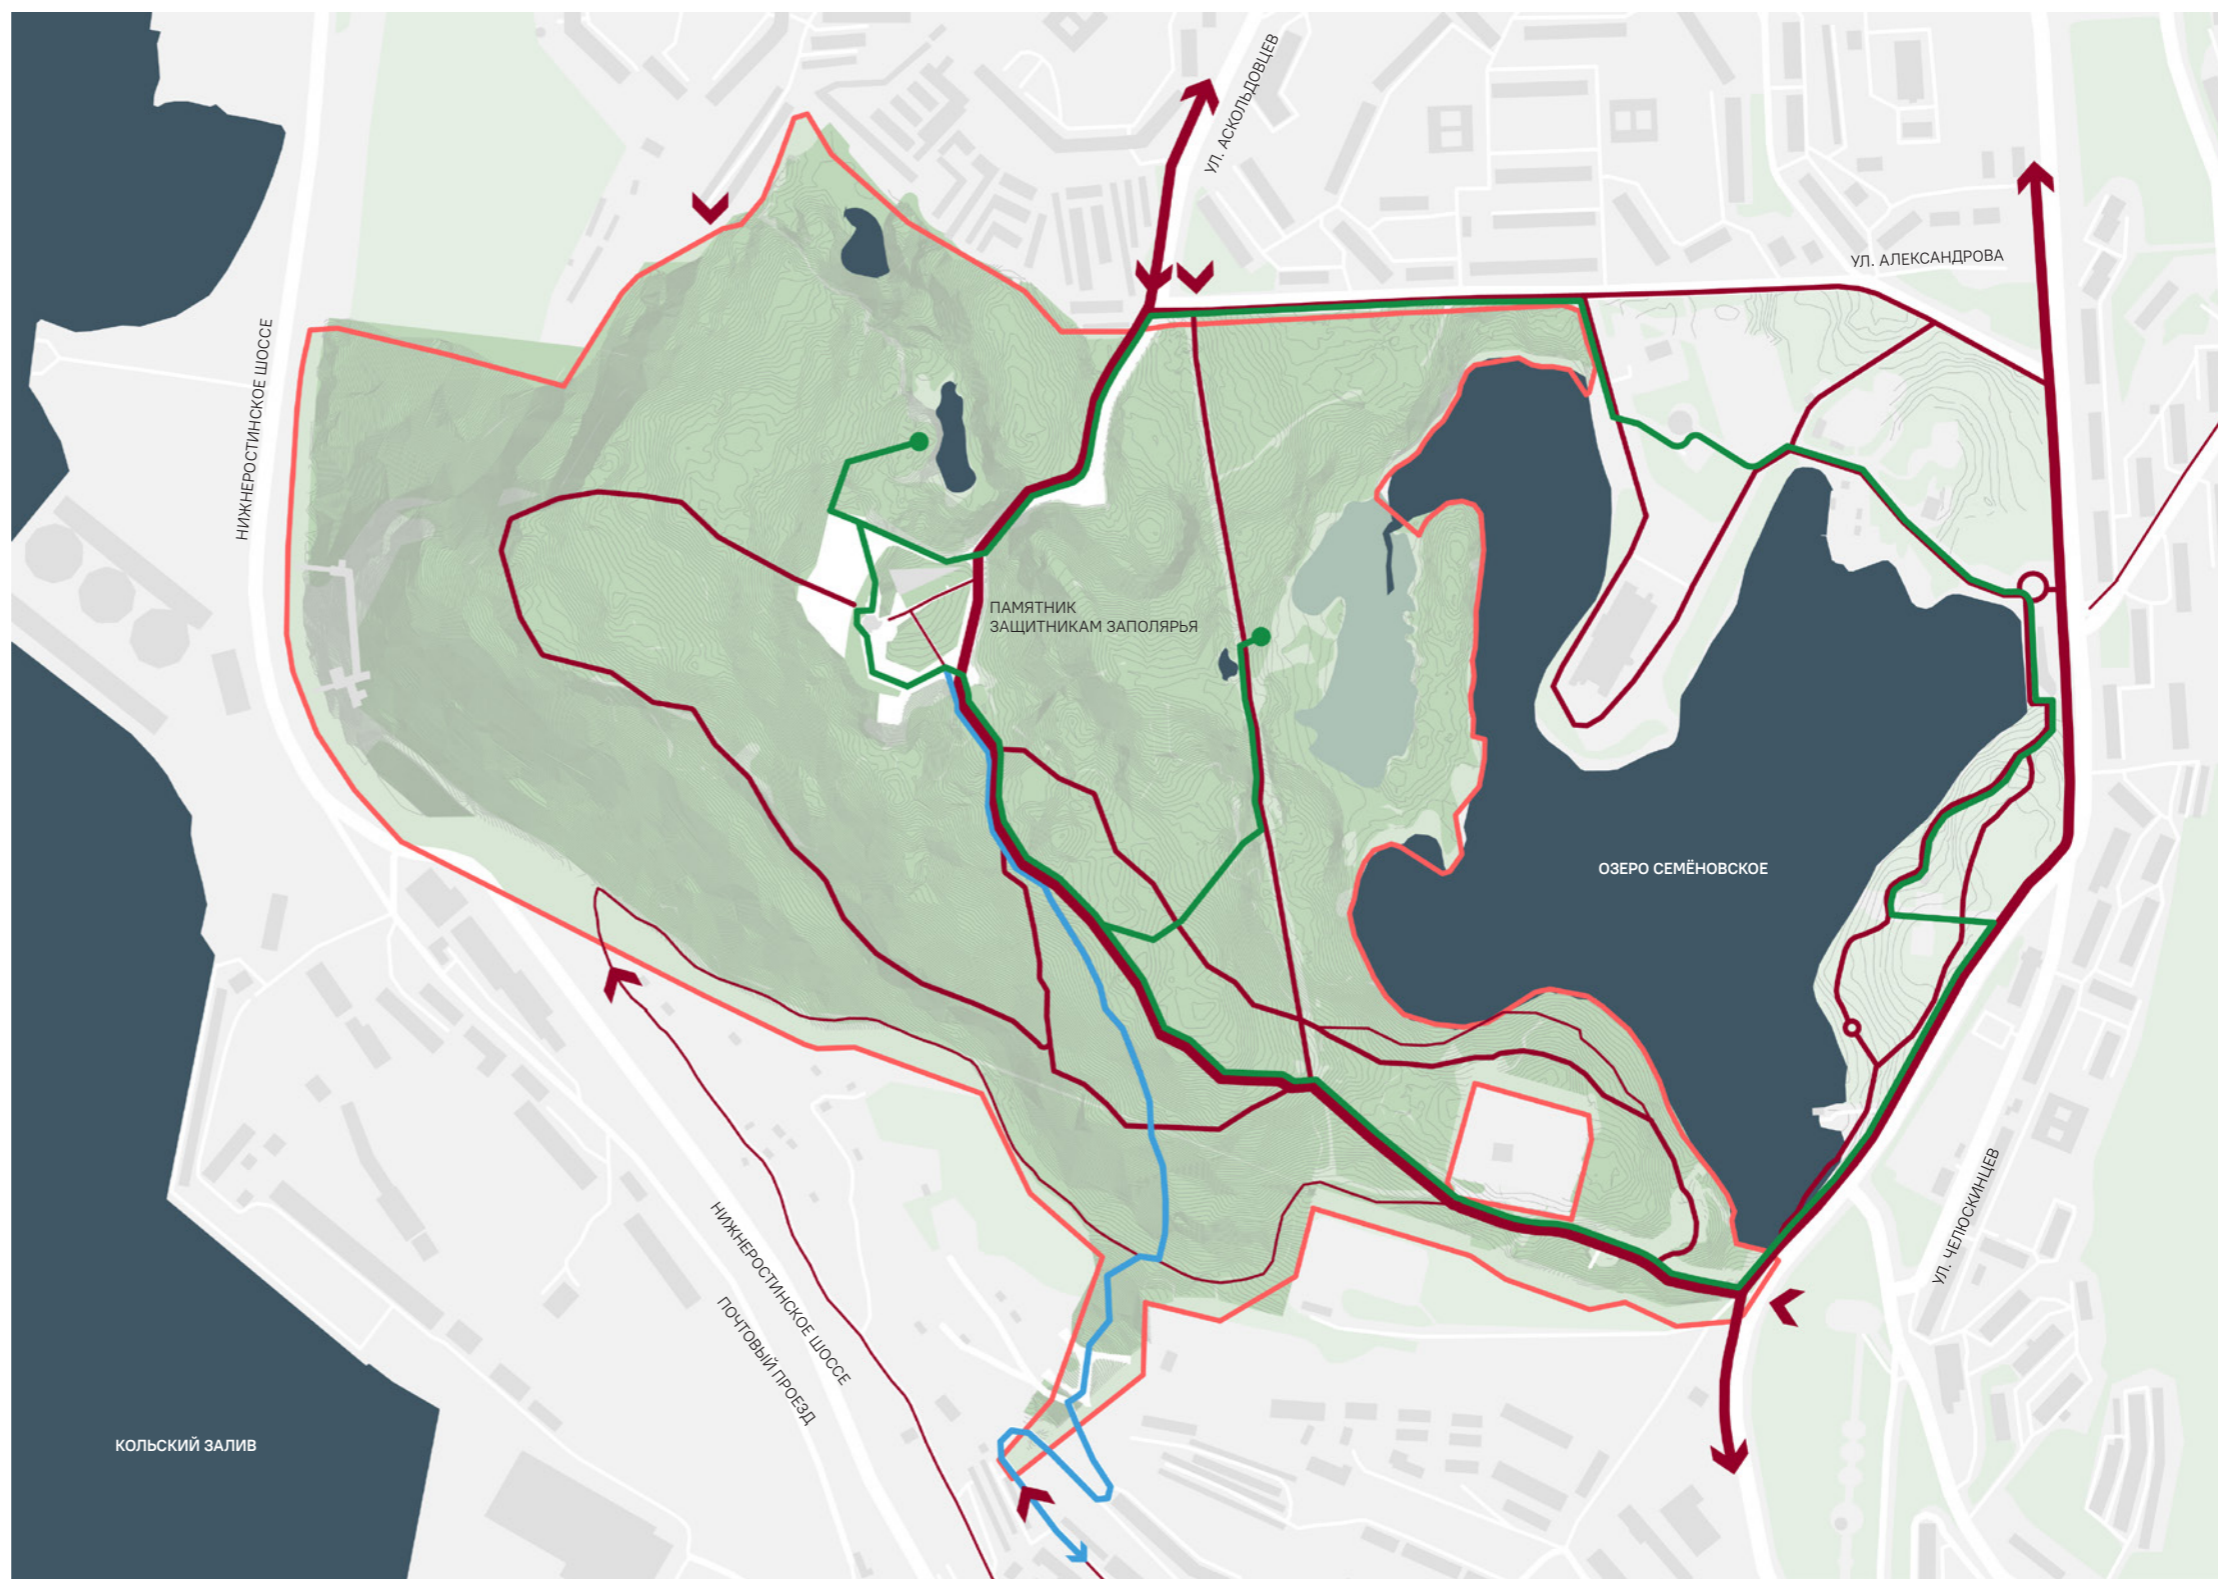 УЛ. АСКОЛЬДОВЦЕВ
УЛ. АЛЕКСАНДРОВА
НИЖНЕРОСТИНСКОЕ ШОССЕ
ПАМЯТНИК
ЗАЩИТНИКАМ ЗАПОЛЯРЬЯ
ОЗЕРО СЕМЁНОВСКОЕ
УЛ. ЧЕЛЮСКИНЦЕВ
НИЖНЕРОСТИНСКОЕ ШОССЕ
ПОЧТОВЫЙ ПРОЕЗД
КОЛЬСКИЙ ЗАЛИВ